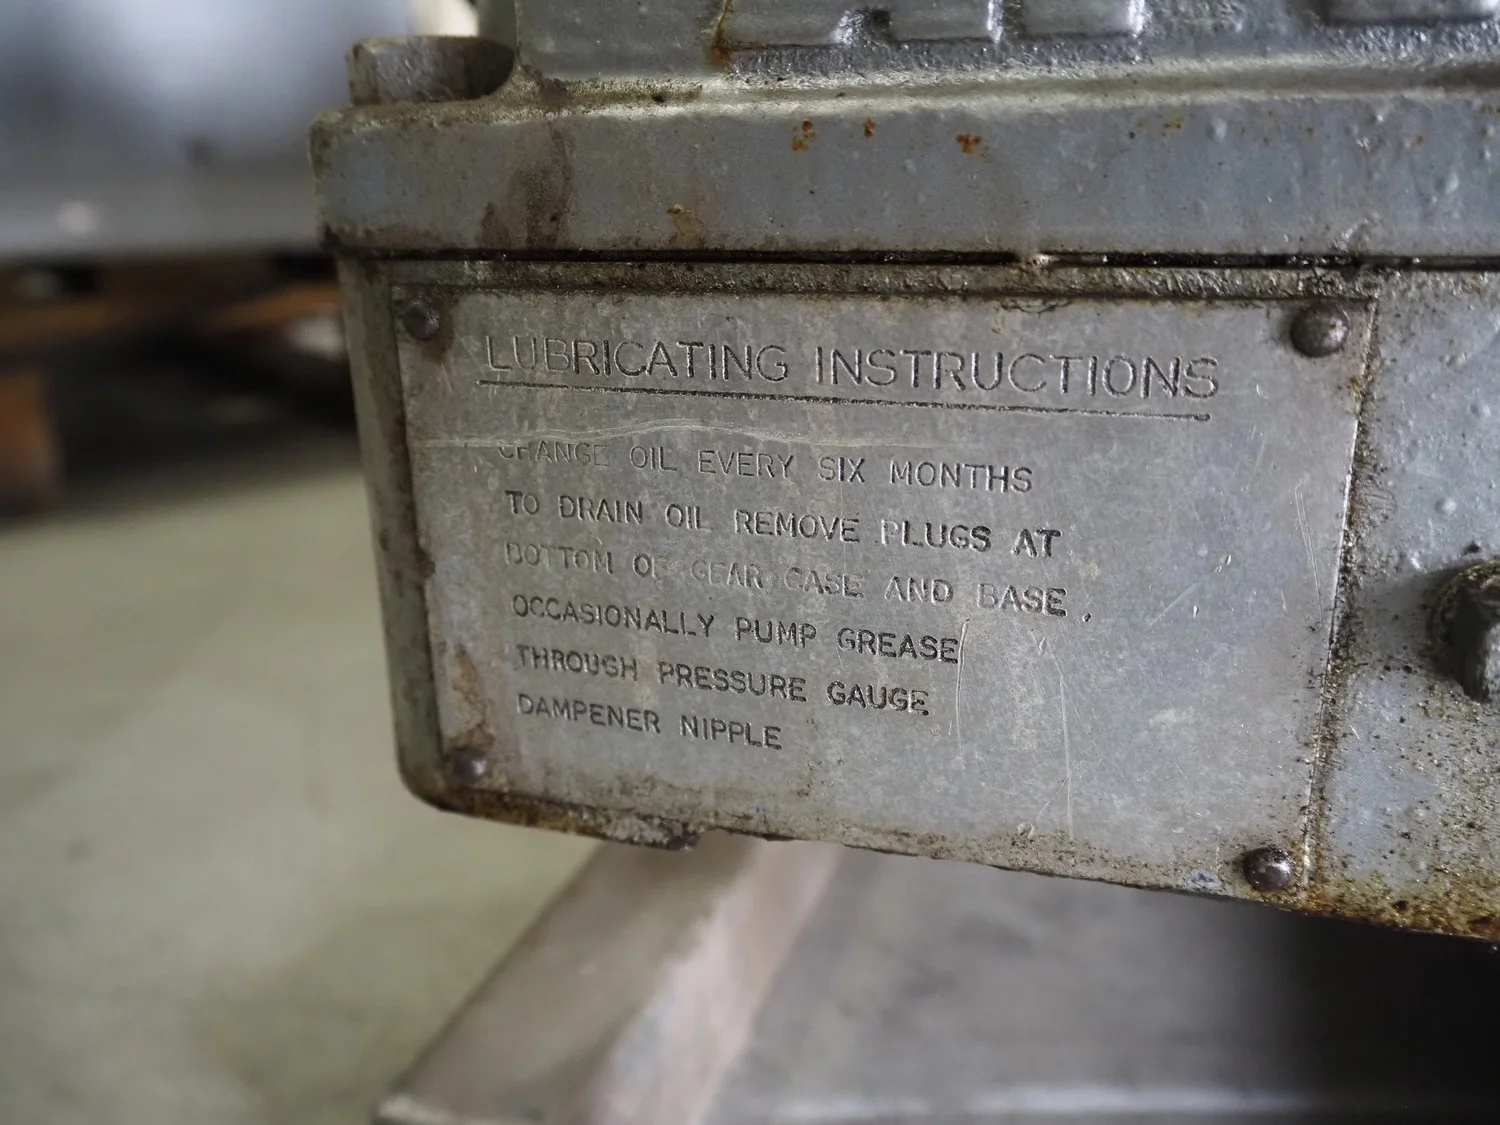 LUBRICATING INSTRUCTIONS
CHANGE OIL EVERY SIX MONTHS
TO DRAIN OIL REMOVE PLUGS AT
BOTTOM OF GEAR CASE AND BASE.
OCCASIONALLY PUMP GREASE
THROUGH PRESSURE GAUGE
DAMPENER NIPPLE